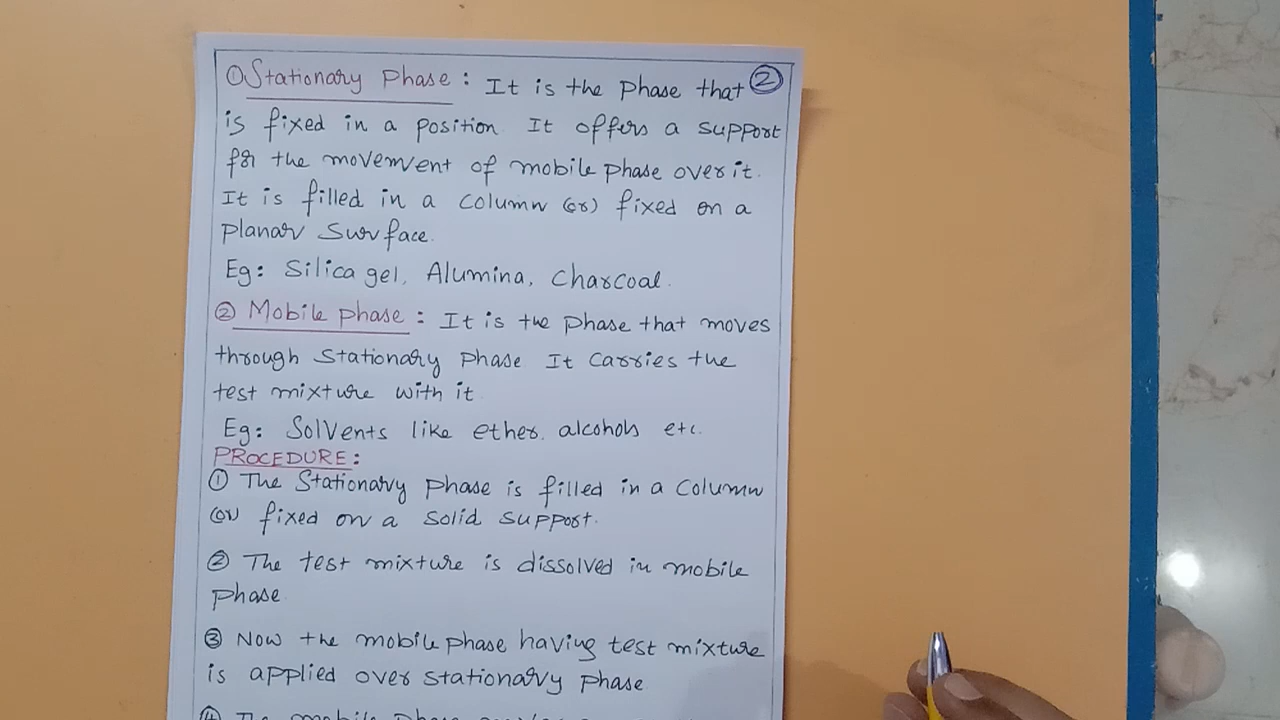 ① Stationary Phase : It is the Phase that ②
is fixed in a position It offers a support
for the movement of mobile phase over it.
It is filled in a column (or) fixed on a
planar surface.
Eg: Silica gel, Alumina, Charcoal.
② Mobile phase : It is the phase that moves
through stationary phase It carries the
test mixture with it
Eg: Solvents like ether, alcohols etc.
PROCEDURE:
① The Stationary phase is filled in a column
(or) fixed on a solid support.
② The test mixture is dissolved in mobile
phase
③ Now the mobile phase having test mixture
is applied over stationary phase
④ The mobile phase